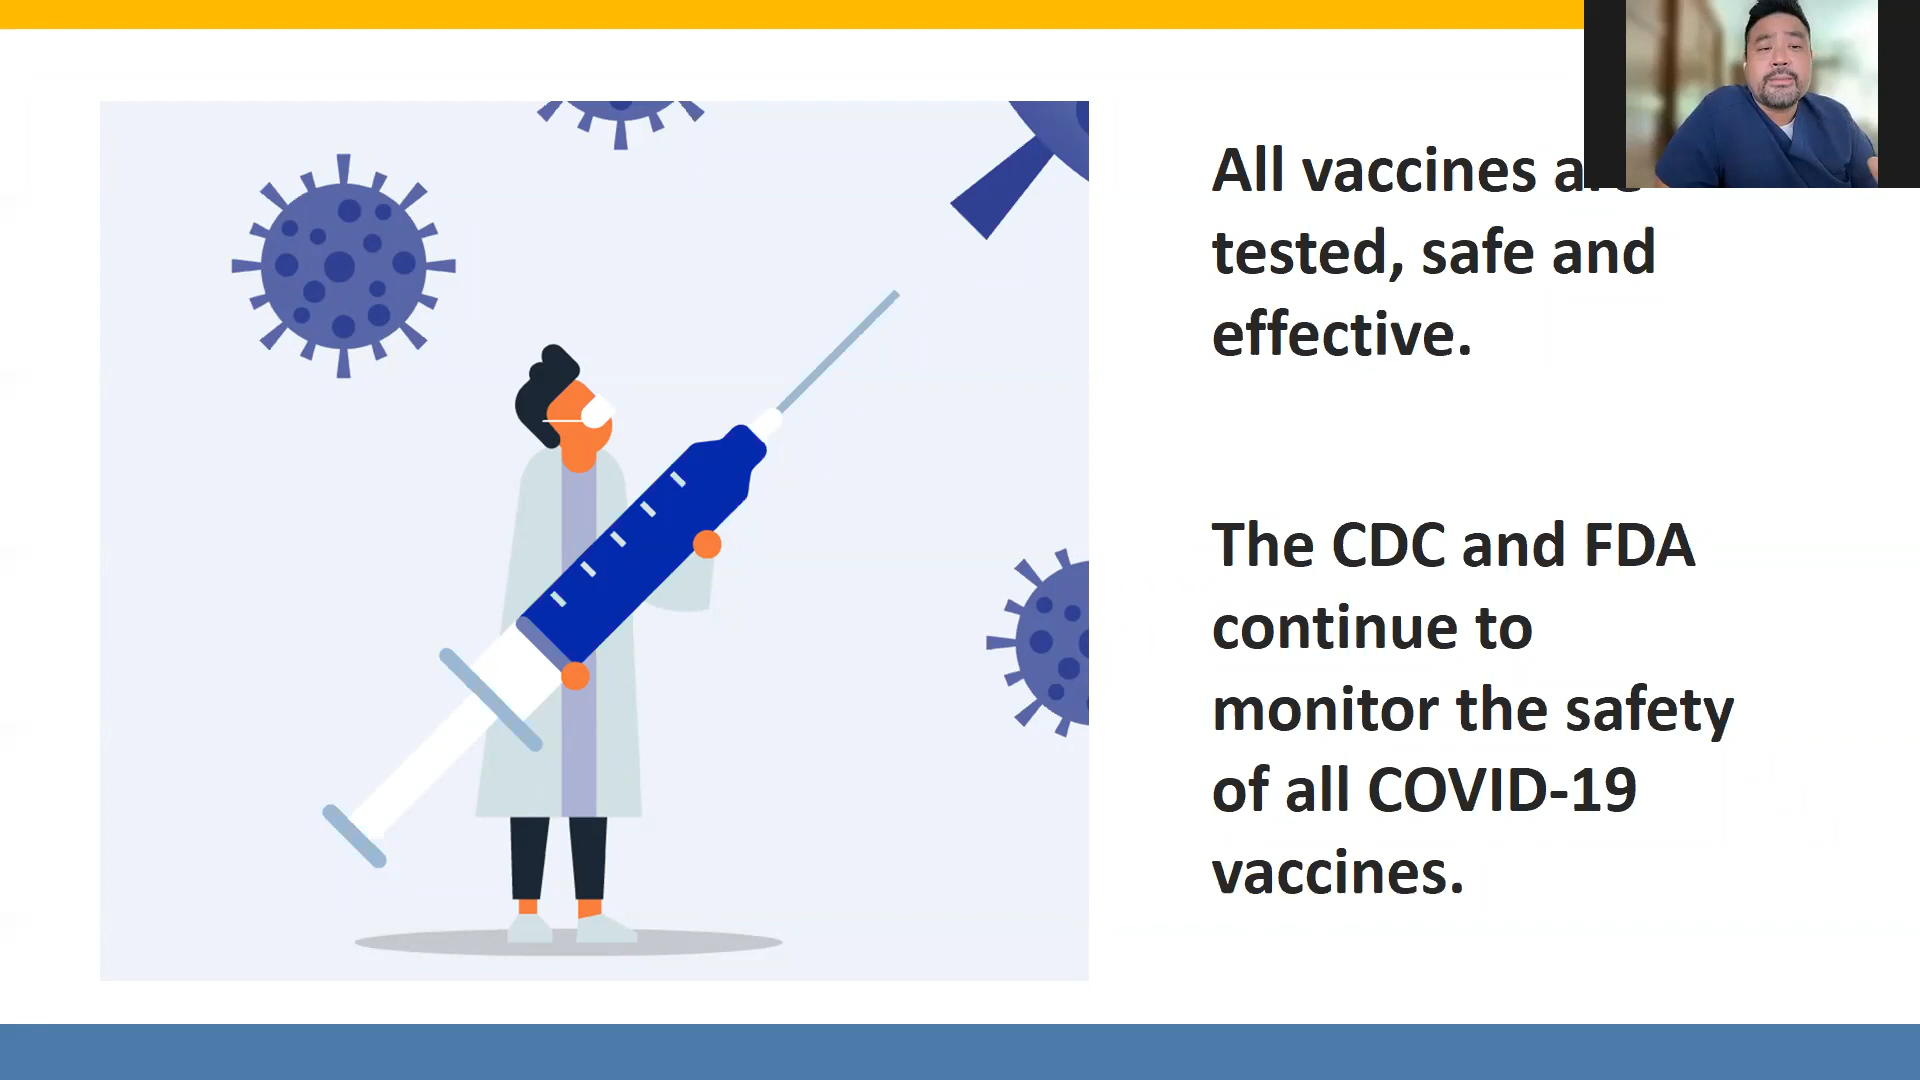 All vaccines are
tested, safe and
effective.
The CDC and FDA
continue to
monitor the safety
of all COVID-19
vaccines.